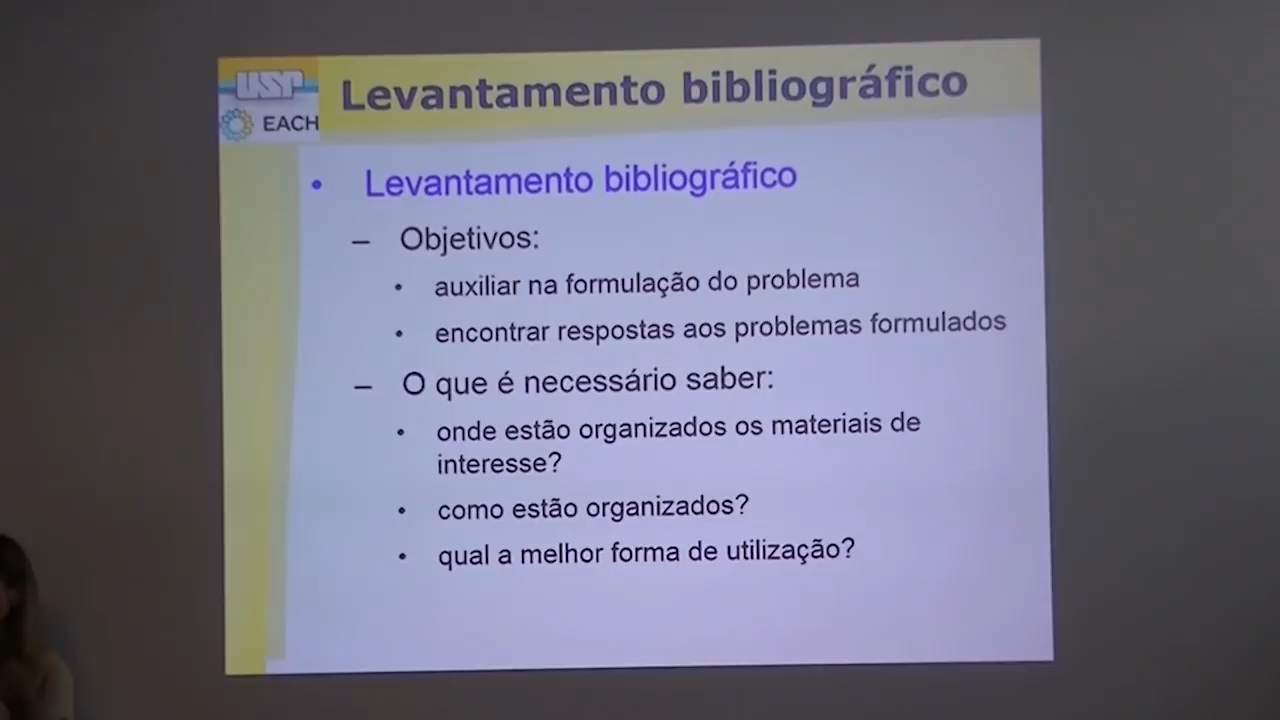 USP
EACH
Levantamento bibliográfico
• Levantamento bibliográfico
– Objetivos:
• auxiliar na formulação do problema
• encontrar respostas aos problemas formulados
– O que é necessário saber:
• onde estão organizados os materiais de
interesse?
• como estão organizados?
• qual a melhor forma de utilização?